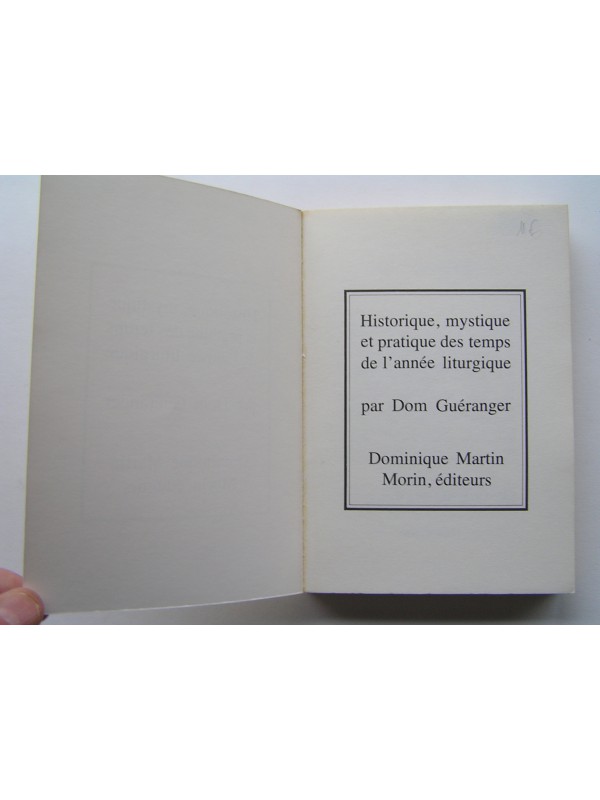 Historique, mystique
et pratique des temps
de l'année liturgique
par Dom Guéranger
Dominique Martin
Morin, éditeurs